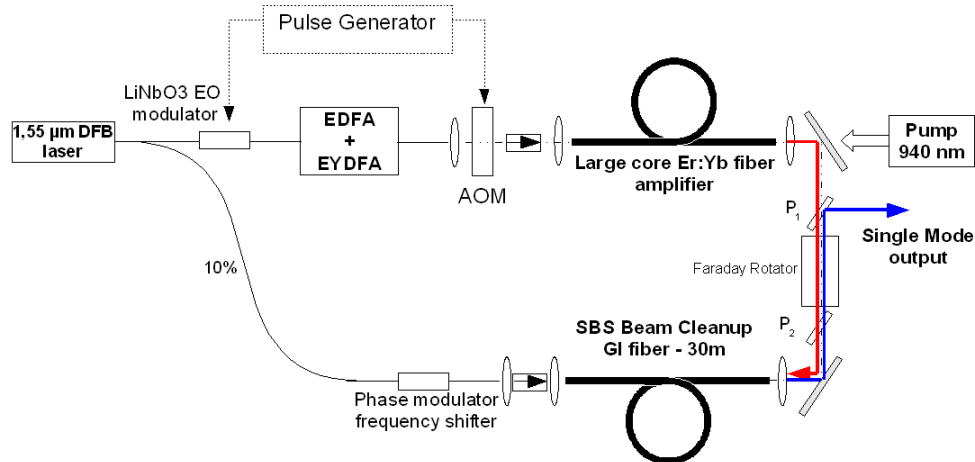 Pulse Generator
LiNbO3 EO
modulator
1,55 µm DFB
laser
EDFA
+
EYDFA
AOM
Large core Er:Yb fiber
amplifier
Pump
940 nm
P1
Single Mode
output
Faraday Rotator
10%
P2
SBS Beam Cleanup
GI fiber - 30m
Phase modulator
frequency shifter